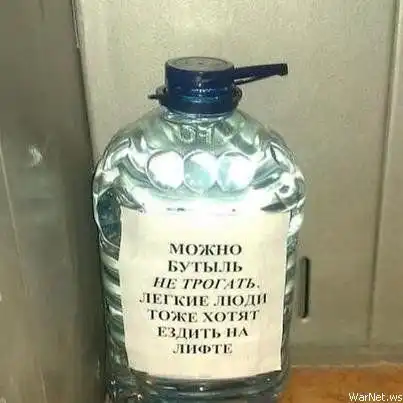 МОЖНО
БУТЫЛЬ
НЕ ТРОГАТЬ.
ЛЕГКИЕ ЛЮДИ
ТОЖЕ ХОТЯТ
ЕЗДИТЬ НА
ЛИФТЕ
WarNet.ws